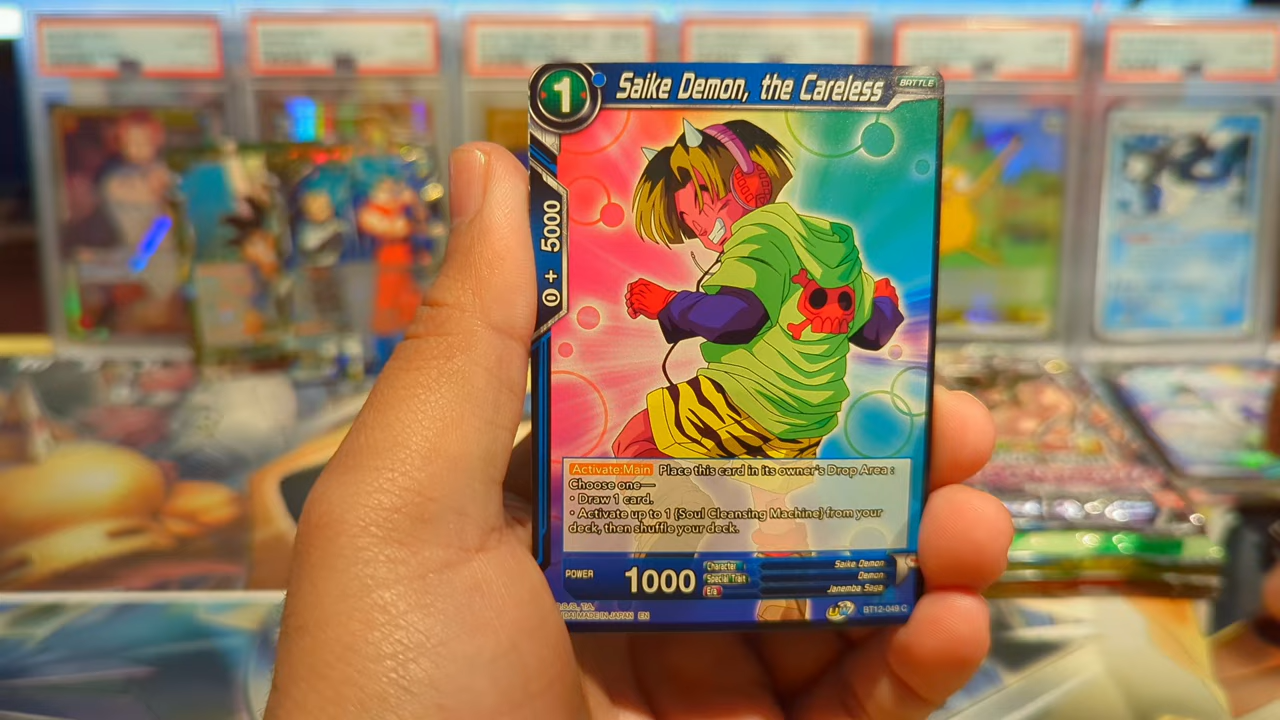 1
Saike Demon, the Careless
BATTLE
0 + 5000
Activate:Main Place this card in its owner's Drop Area :
Choose one—
• Draw 1 card.
• Activate up to 1 {Soul Cleansing Machine} from your
deck, then shuffle your deck.
POWER
1000
Character Saike Demon
Special Trait Demon
Era Janemba Saga
MADE IN JAPAN EN
BT12-049 C